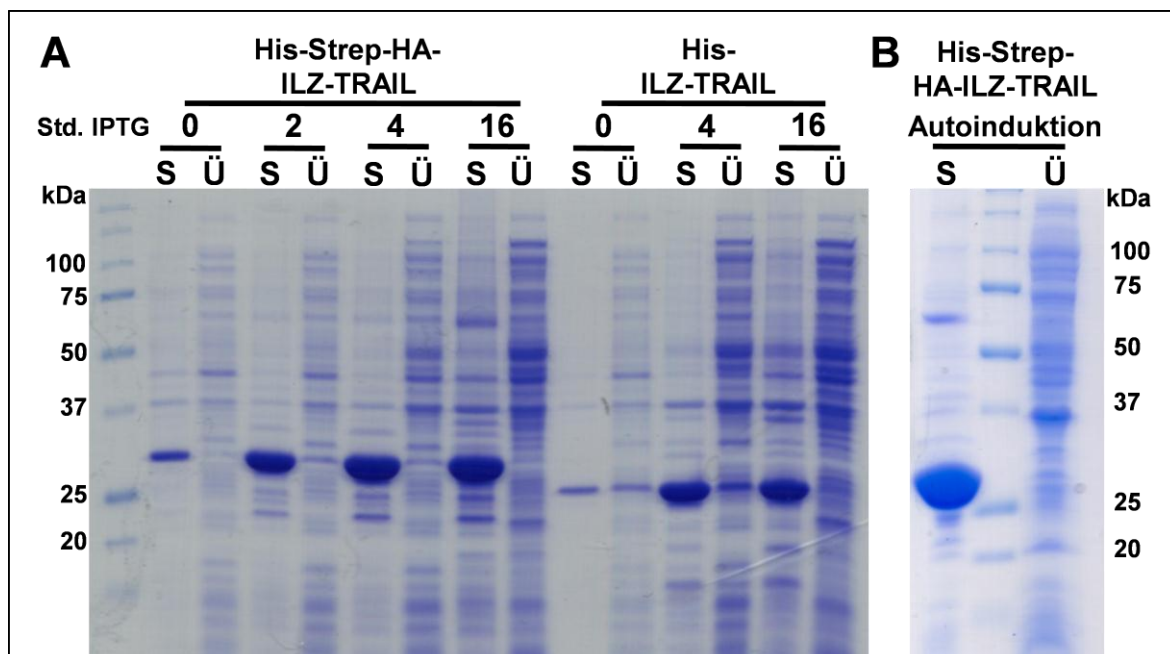 A
His-Strep-HA-
ILZ-TRAIL
His-
ILZ-TRAIL
Std. IPTG 0 2 4 16 0 4 16
S Ü S Ü S Ü S Ü S Ü S Ü S Ü
kDa
100
75
50
37
25
20
B
His-Strep-
HA-ILZ-TRAIL
Autoinduktion
S Ü
kDa
100
75
50
37
25
20